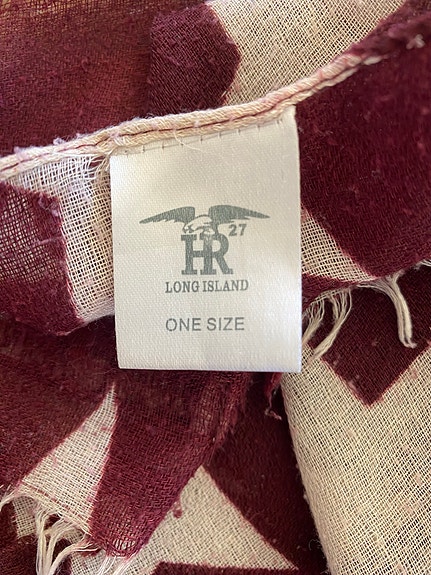 27
HR
LONG ISLAND
ONE SIZE